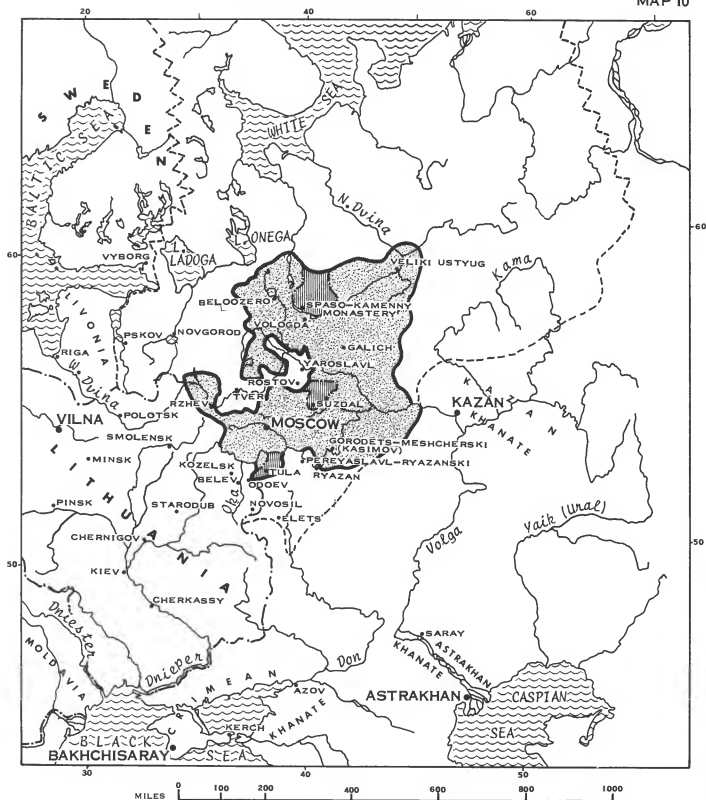 MAP 10
20
40
60
SWEDEN
BALTIC SEA
WHITE SEA
N. Dvina
L. ONEGA
L. LADOGA
VYBORG
60
60
VELIKI USTYUG
Kama
BELOOZERO
SPASO-KAMENNY
MONASTERY
VOLOGDA
LIVONIA
PSKOV
NOVGOROD
GALICH
YAROSLAVL
RIGA
W. Dvina
ROSTOV
TVER
RZHEV
SUZDAL
KAZAN
KAZAN
KHANATE
VILNA
POLOTSK
MOSCOW
SMOLENSK
GORODETS-MESHCHERSKI
(KASIMOV)
MINSK
KOZELSK
PEREYASLAVL-RYAZANSKI
BELEV
TULA
RYAZAN
ODOEV
LITHUANIA
PINSK
STARODUB
Oka
NOVOSIL
ELETS
Yaik (Ural)
Volga
CHERNIGOV
50
50
KIEV
CHERKASSY
Dniester
SARAY
MOLDAVIA
Dnieper
Don
ASTRAKHAN
KHANATE
CRIMEAN
KHANATE
AZOV
ASTRAKHAN
CASPIAN
SEA
KERCH
BLACK
SEA
BAKHCHISARAY
30
40
50
MILES 0 100 200 400 600 800 1000